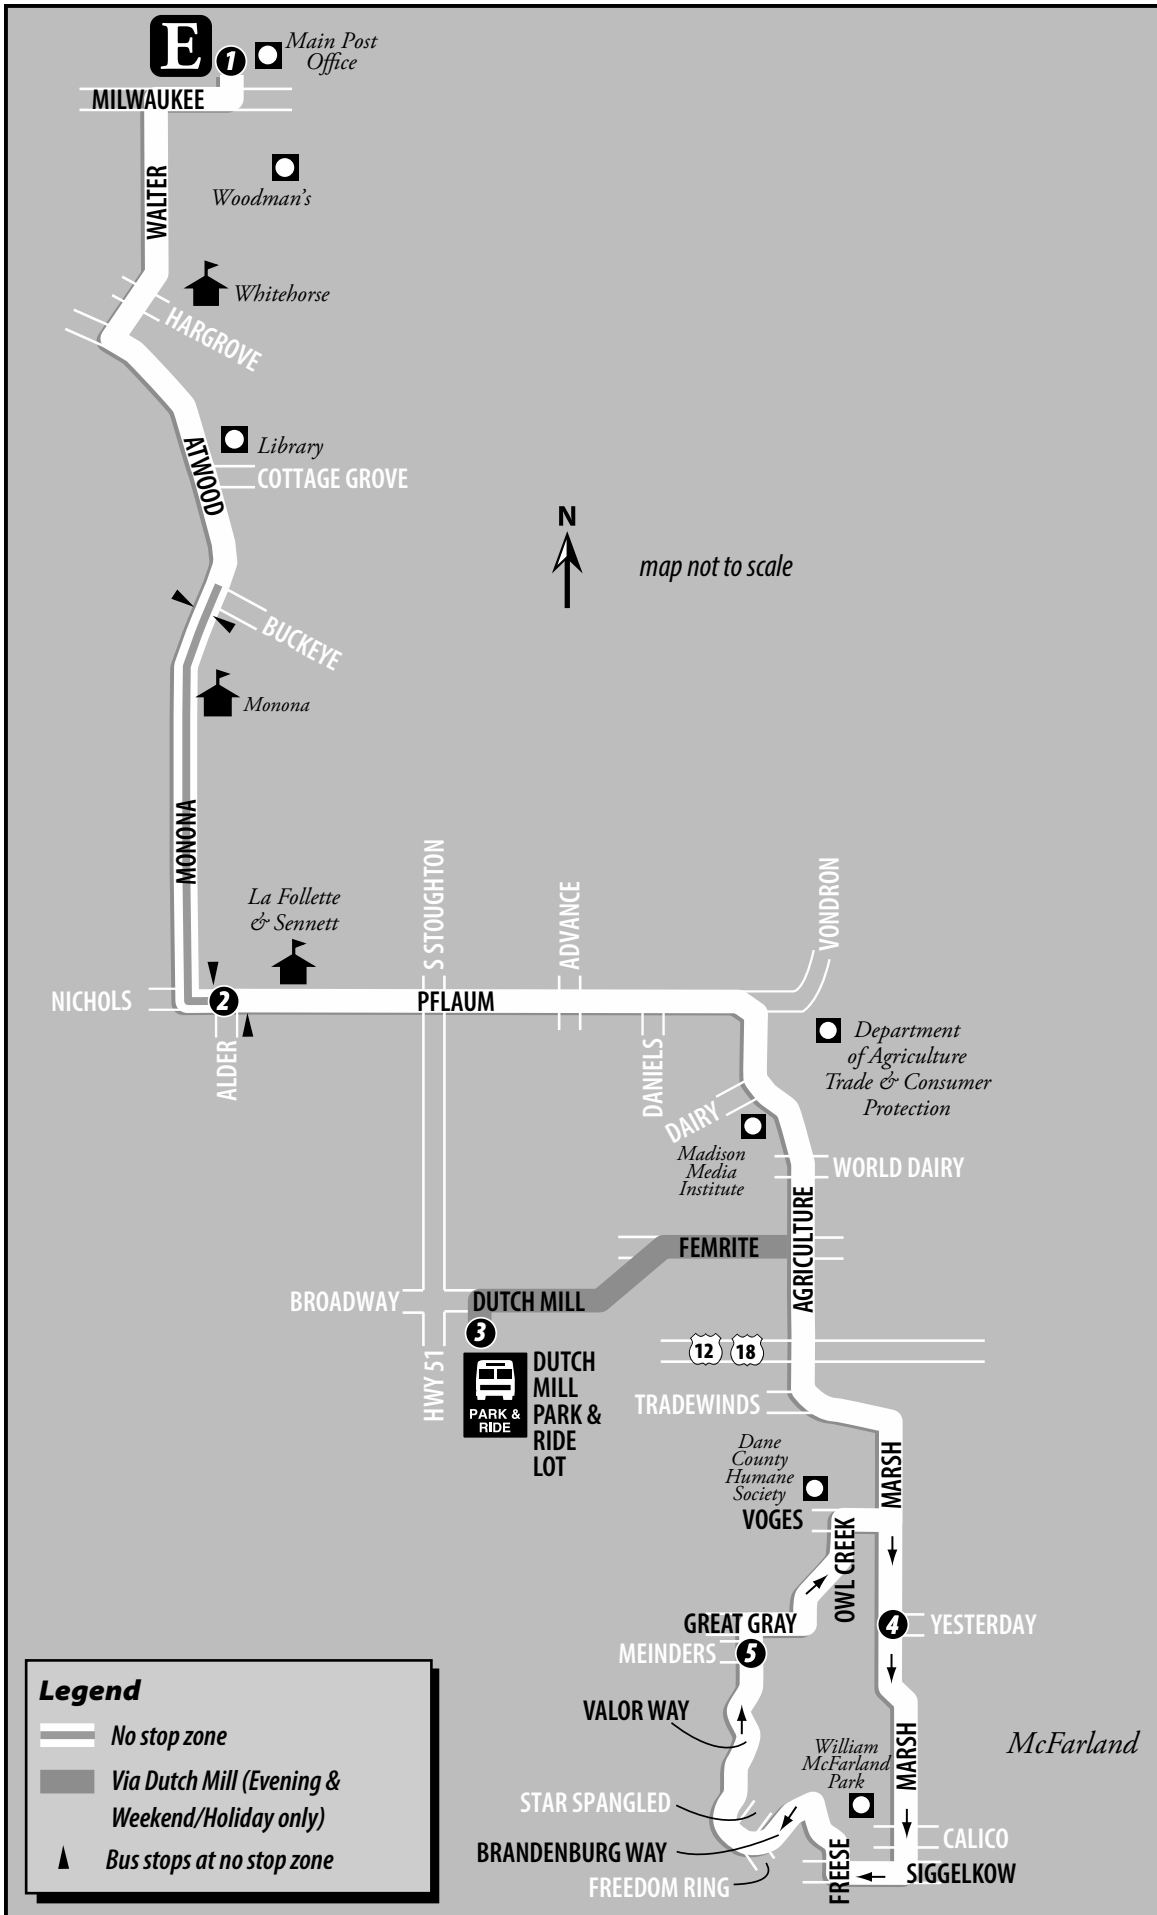 E
1
Main Post
Office
MILWAUKEE
WALTER
Woodman's
Whitehorse
HARGROVE
ATWOOD
Library
COTTAGE GROVE
N
map not to scale
BUCKEYE
Monona
MONONA
La Follette
& Sennett
S STOUGHTON
ADVANCE
VONDRON
NICHOLS
2
PFLAUM
ALDER
DANIELS
Department
of Agriculture
Trade & Consumer
Protection
DAIRY
Madison
Media
Institute
WORLD DAIRY
AGRICULTURE
FEMRITE
BROADWAY
DUTCH MILL
3
HWY 51
PARK &
RIDE
DUTCH
MILL
PARK &
RIDE
LOT
12
18
TRADEWINDS
Dane
County
Humane
Society
MARSH
VOGES
OWL CREEK
GREAT GRAY
4
YESTERDAY
MEINDERS
5
VALOR WAY
William
McFarland
Park
MARSH
McFarland
STAR SPANGLED
BRANDENBURG WAY
FREEDOM RING
FREESE
CALICO
SIGGELKOW
Legend
No stop zone
Via Dutch Mill (Evening &
Weekend/Holiday only)
Bus stops at no stop zone